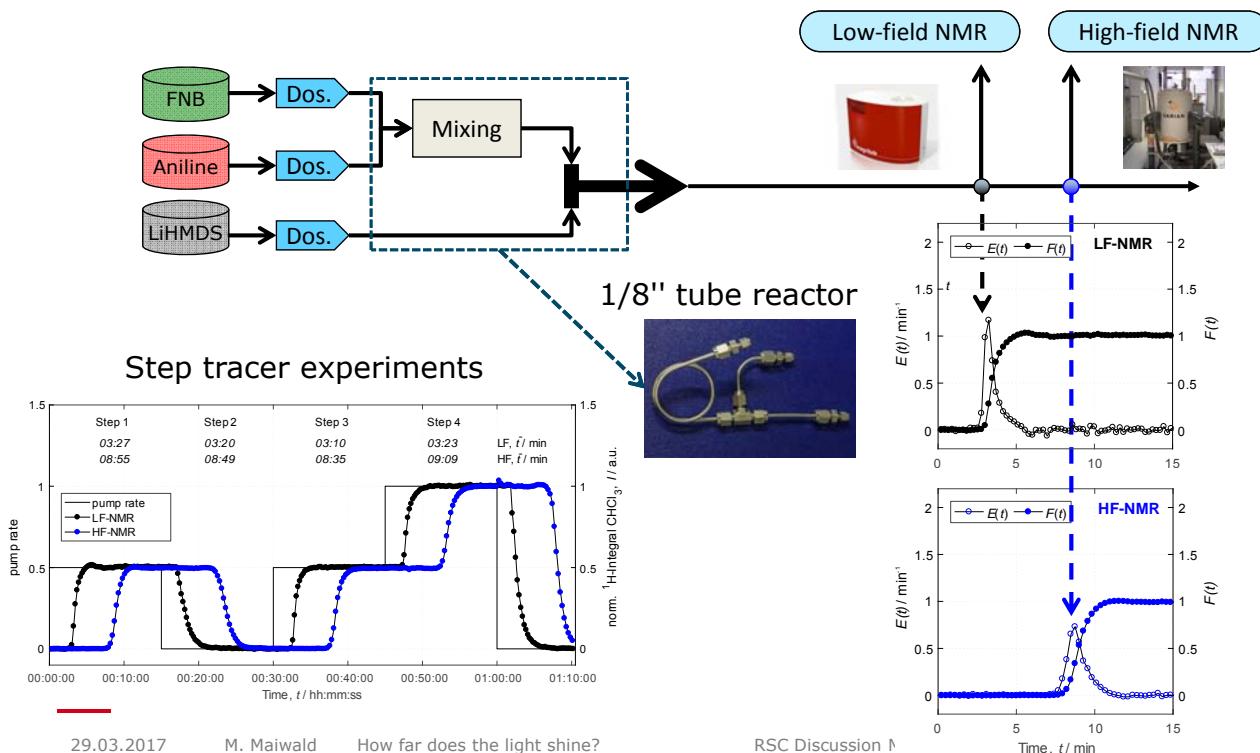 Low-field NMR
High-field NMR
FNB
Dos.
Mixing
Aniline
Dos.
LiHMDS
Dos.
VARIAN
1/8'' tube reactor
Step tracer experiments
1.5
1
0.5
0
pump rate
Step 1
Step 2
Step 3
Step 4
03:27
03:20
03:10
03:23
LF, t̄ / min
08:55
08:49
08:35
09:09
HF, t̄ / min
pump rate
LF-NMR
HF-NMR
1.5
1
0.5
0
norm. ¹H-Integral CHCl₃, I / a.u.
00:00:00
00:10:00
00:20:00
00:30:00
00:40:00
00:50:00
01:00:00
01:10:00
Time, t / hh:mm:ss
E(t)
F(t)
LF-NMR
t
2
1.5
1
0.5
0
E(t) / min⁻¹
2
1.5
1
0.5
0
F(t)
0
5
10
15
E(t)
F(t)
HF-NMR
2
1.5
1
0.5
0
E(t) / min⁻¹
2
1.5
1
0.5
0
F(t)
0
5
10
15
Time, t / min
29.03.2017
M. Maiwald
How far does the light shine?
RSC Discussion